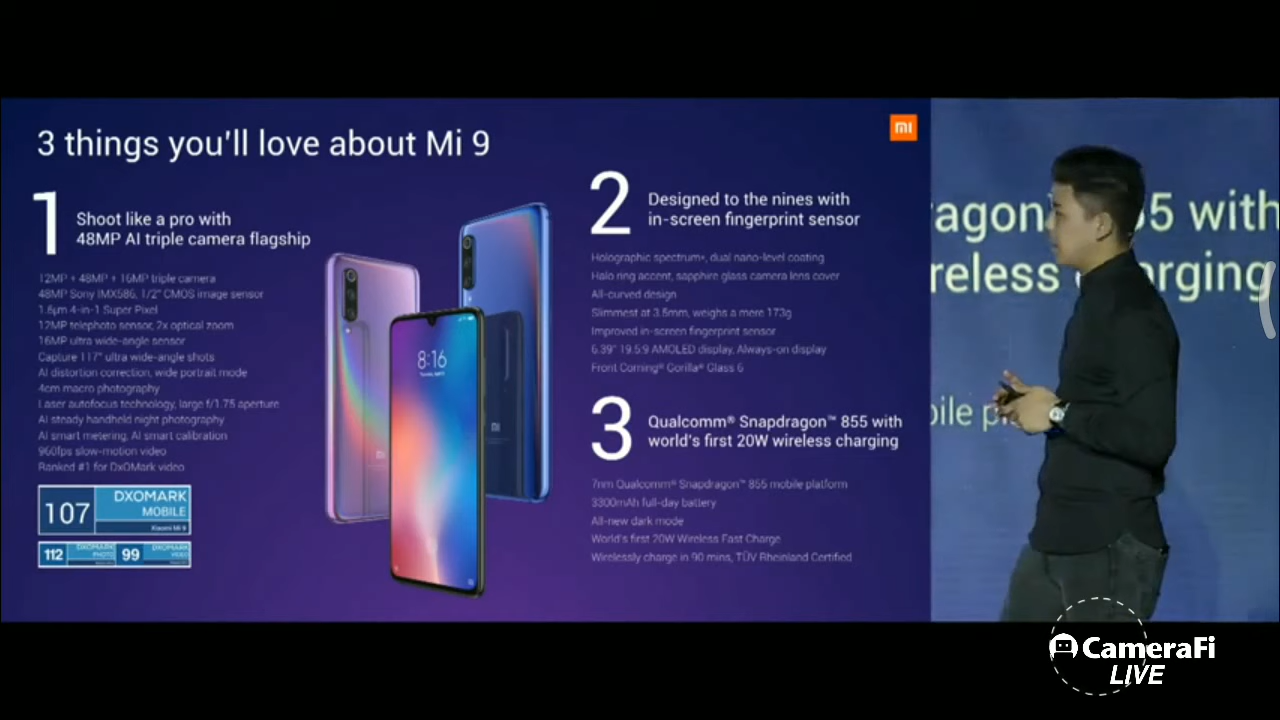 3 things you'll love about Mi 9
mi
1
Shoot like a pro with
48MP AI triple camera flagship
12MP + 48MP + 16MP triple camera
48MP Sony IMX586, 1/2" CMOS image sensor
1.6μm 4-in-1 Super Pixel
12MP telephoto sensor, 2x optical zoom
16MP ultra wide-angle sensor
Capture 117° ultra wide-angle shots
AI distortion correction, wide portrait mode
4cm macro photography
Laser autofocus technology, large f/1.75 aperture
AI steady handheld night photography
AI smart metering, AI smart calibration
960fps slow-motion video
Ranked #1 for DxOMark video
107
DXOMARK
MOBILE
Xiaomi Mi 9
112
DXOMARK
PHOTO
99
DXOMARK
VIDEO
8:16
mi
mi
2
Designed to the nines with
in-screen fingerprint sensor
Holographic spectrum+, dual nano-level coating
Halo ring accent, sapphire glass camera lens cover
All-curved design
Slimmest at 3.5mm, weighs a mere 173g
Improved in-screen fingerprint sensor
6.39" 19.5:9 AMOLED display, Always-on display
Front Corning® Gorilla® Glass 6
3
Qualcomm® Snapdragon™ 855 with
world's first 20W wireless charging
7nm Qualcomm® Snapdragon™ 855 mobile platform
3300mAh full-day battery
All-new dark mode
World's first 20W Wireless Fast Charge
Wirelessly charge in 90 mins, TÜV Rheinland Certified
ragon 55 with
reless rging
bile p
CameraFi
LIVE